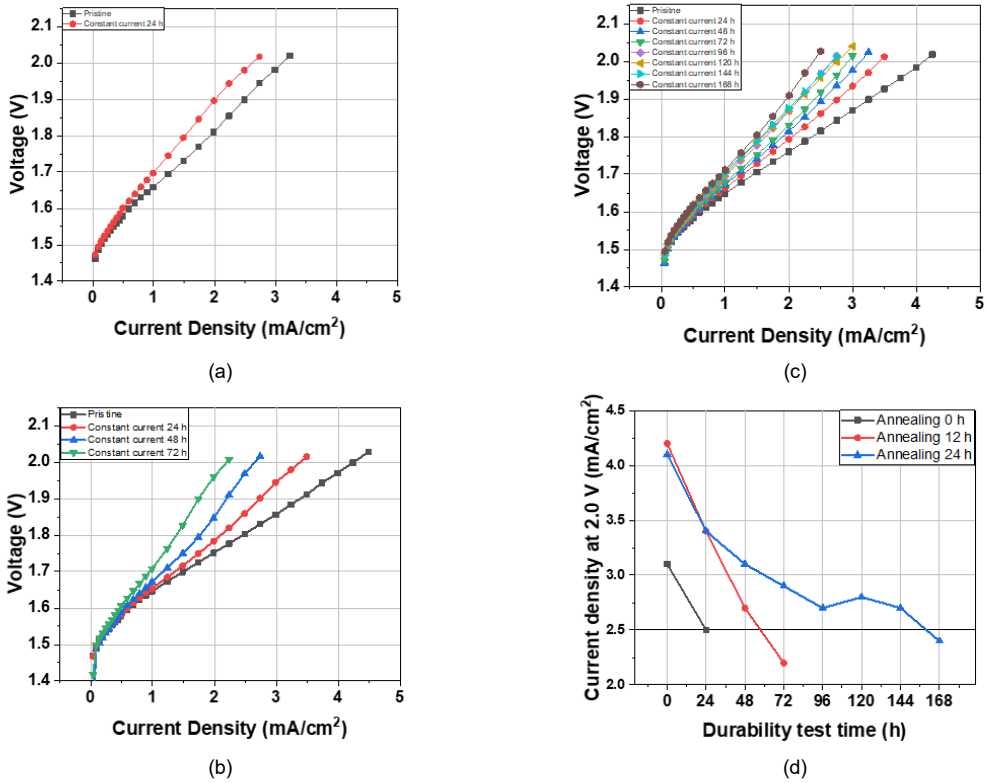 Pristine
Constant current 24 h
2.1
2.0
1.9
1.8
1.7
1.6
1.5
1.4
Voltage (V)
0
1
2
3
4
5
Current Density (mA/cm²)
(a)
Prisitne
Constant current 24 h
Constant current 48 h
Constant current 72 h
Constant current 96 h
Constant current 120 h
Constant current 144 h
Constant current 168 h
2.1
2.0
1.9
1.8
1.7
1.6
1.5
1.4
Voltage (V)
0
1
2
3
4
5
Current Density (mA/cm²)
(c)
Pristine
Constant current 24 h
Constant current 48 h
Constant current 72 h
2.1
2.0
1.9
1.8
1.7
1.6
1.5
1.4
Voltage (V)
0
1
2
3
4
5
Current Density (mA/cm²)
(b)
Annealing 0 h
Annealing 12 h
Annealing 24 h
4.5
4.0
3.5
3.0
2.5
2.0
Current density at 2.0 V (mA/cm²)
0
24
48
72
96
120
144
168
Durability test time (h)
(d)